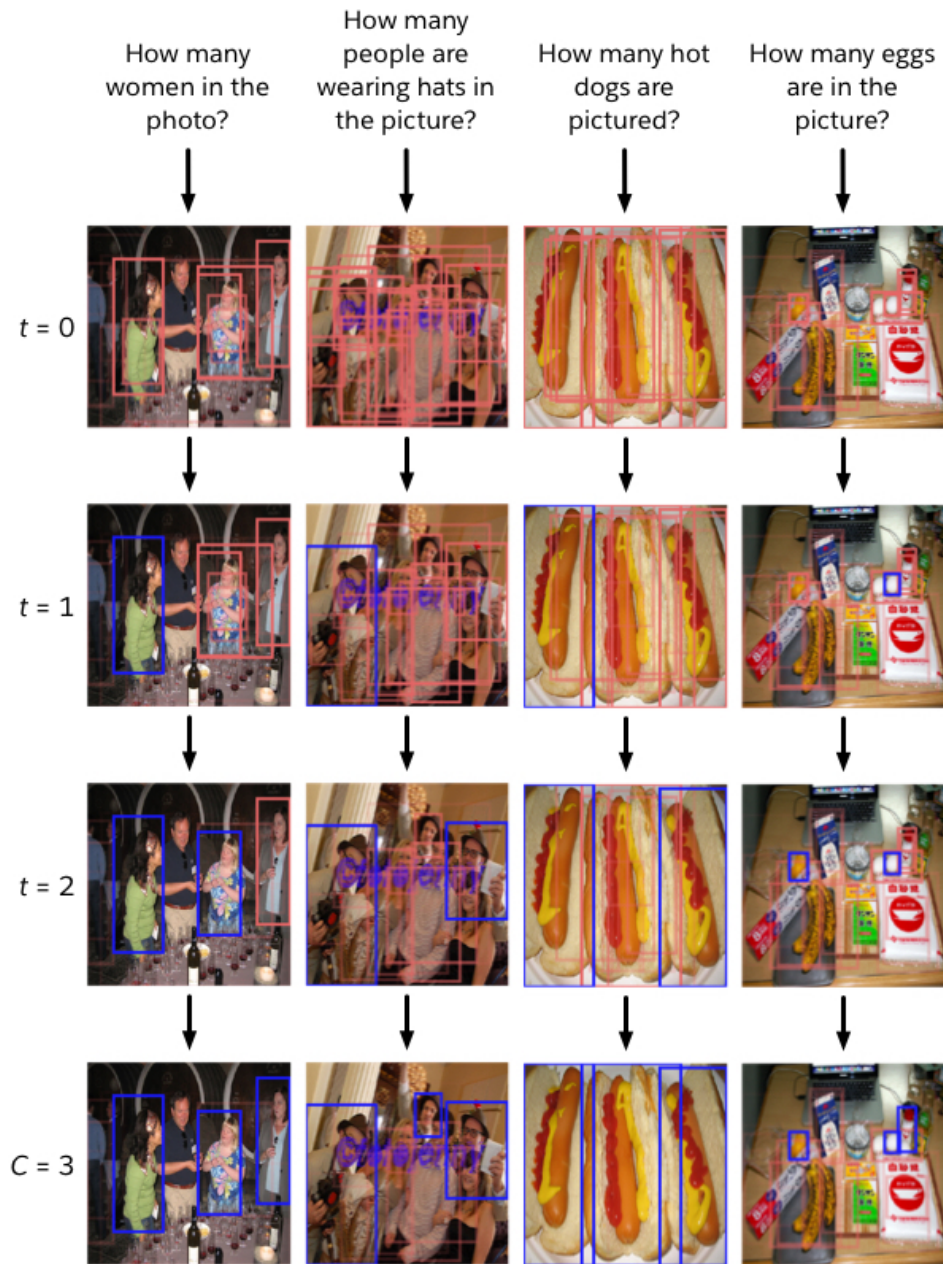 How many
women in the
photo?
How many
people are
wearing hats in
the picture?
How many hot
dogs are
pictured?
How many eggs
are in the
picture?
t = 0
t = 1
t = 2
C = 3